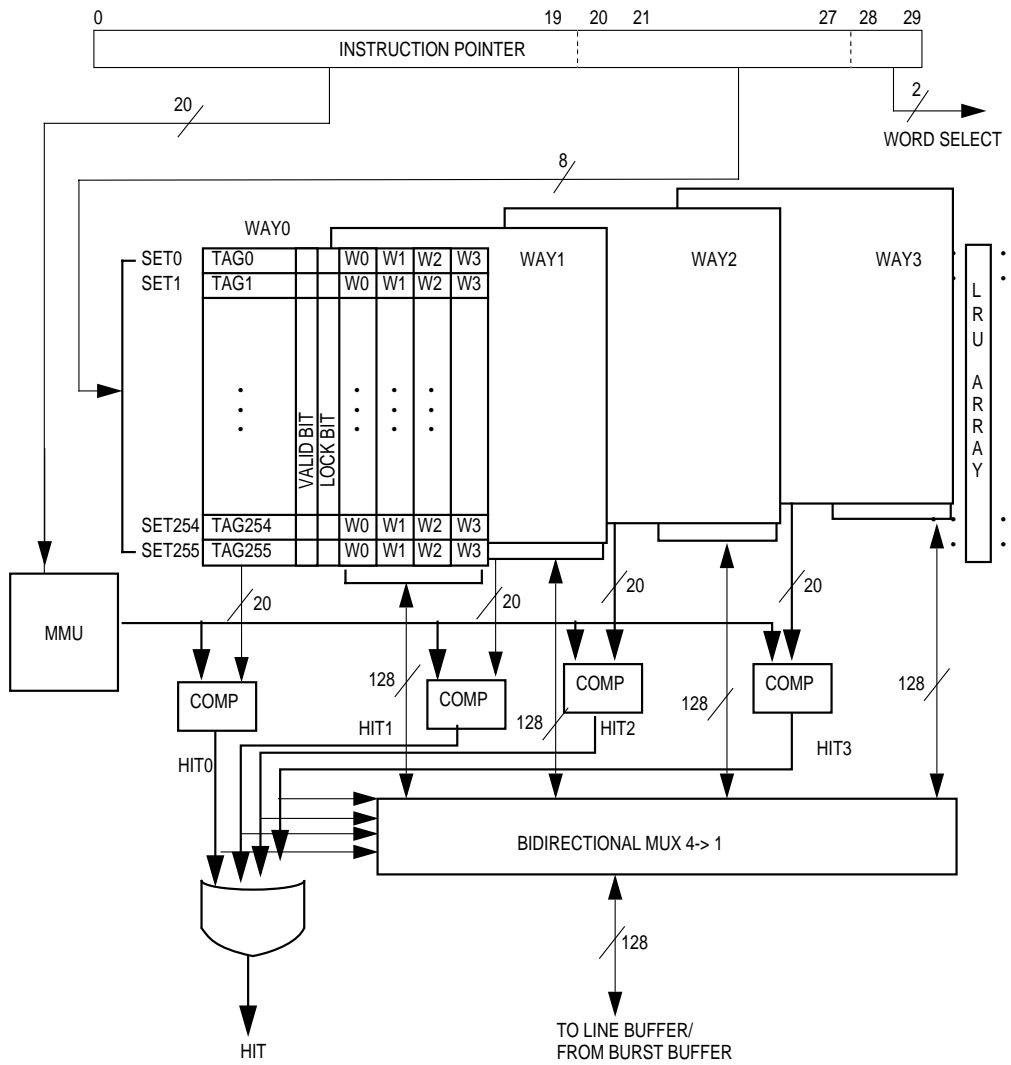 0 19 20 21 27 28 29
INSTRUCTION POINTER
20
2
WORD SELECT
8
WAY0
SET0 TAG0 W0 W1 W2 W3 WAY1 WAY2 WAY3
SET1 TAG1 W0 W1 W2 W3
LRU ARRAY
VALID BIT
LOCK BIT
SET254 TAG254 W0 W1 W2 W3
SET255 TAG255 W0 W1 W2 W3
MMU
20 20 20 20
COMP COMP COMP COMP
128 128 128 128
HIT0 HIT1 HIT2 HIT3
BIDIRECTIONAL MUX 4-> 1
128
HIT
TO LINE BUFFER/
FROM BURST BUFFER